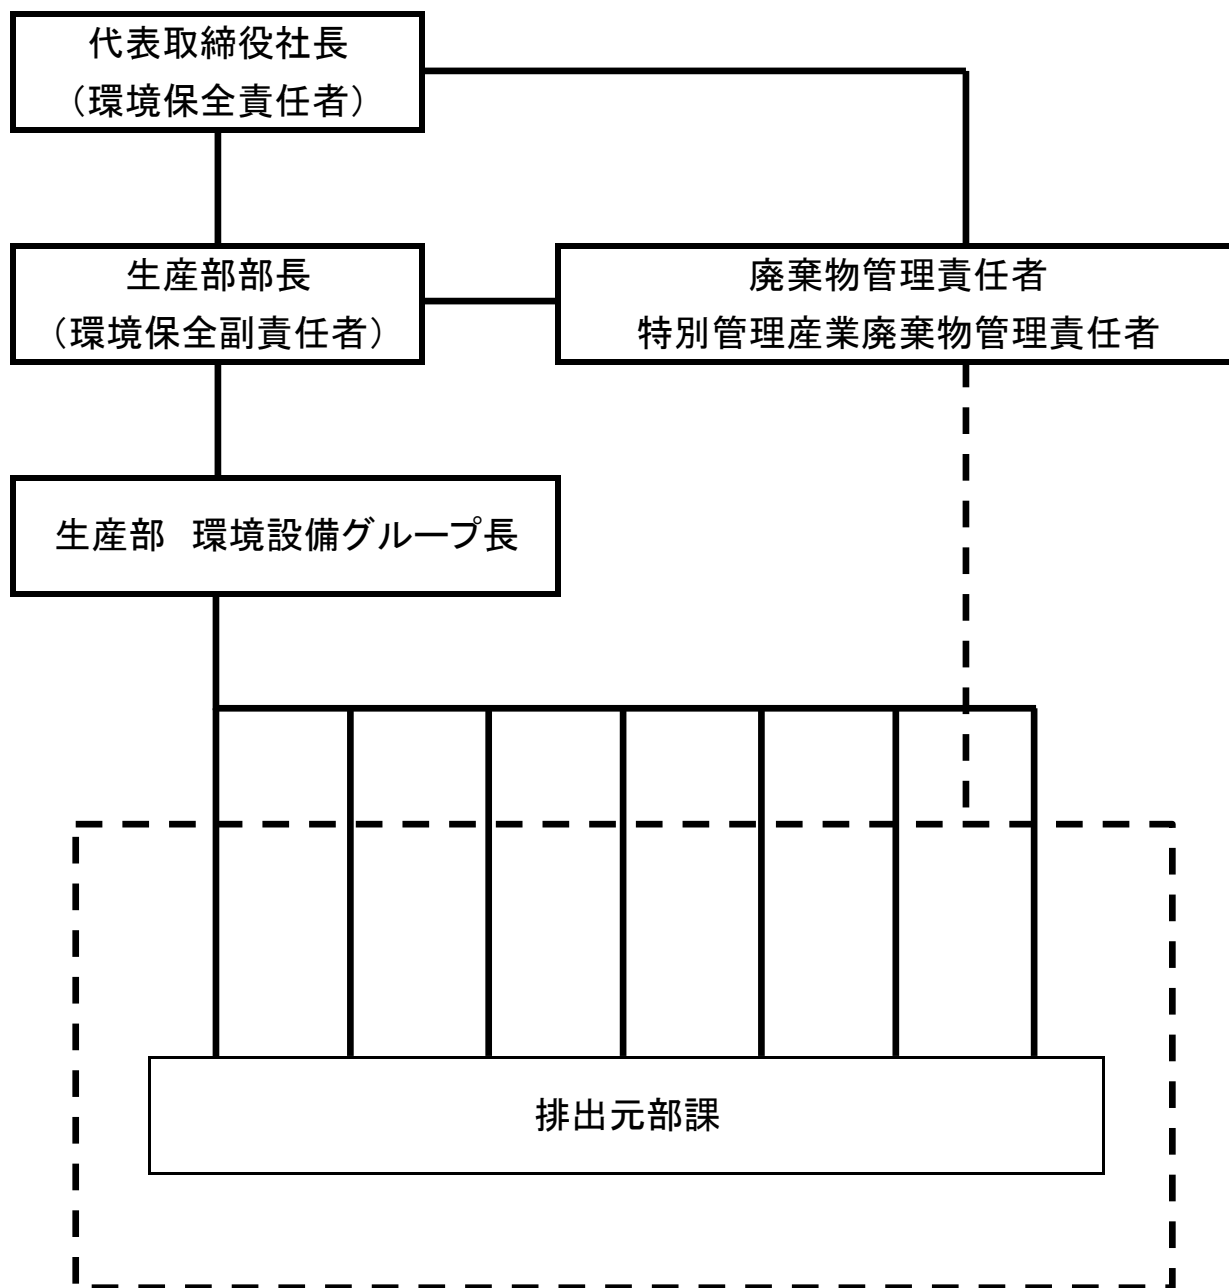 代表取締役社長
（環境保全責任者）
生産部部長
（環境保全副責任者）
廃棄物管理責任者
特別管理産業廃棄物管理責任者
生産部　環境設備グループ長
排出元部課